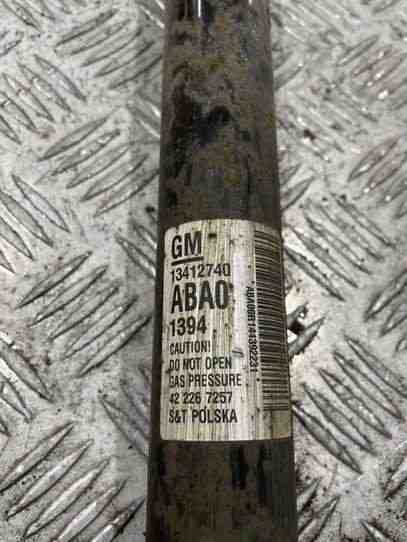 GM
13412740
ABAO
1394
CAUTION!
DO NOT OPEN
GAS PRESSURE
42 226 7257
S&T POLSKA